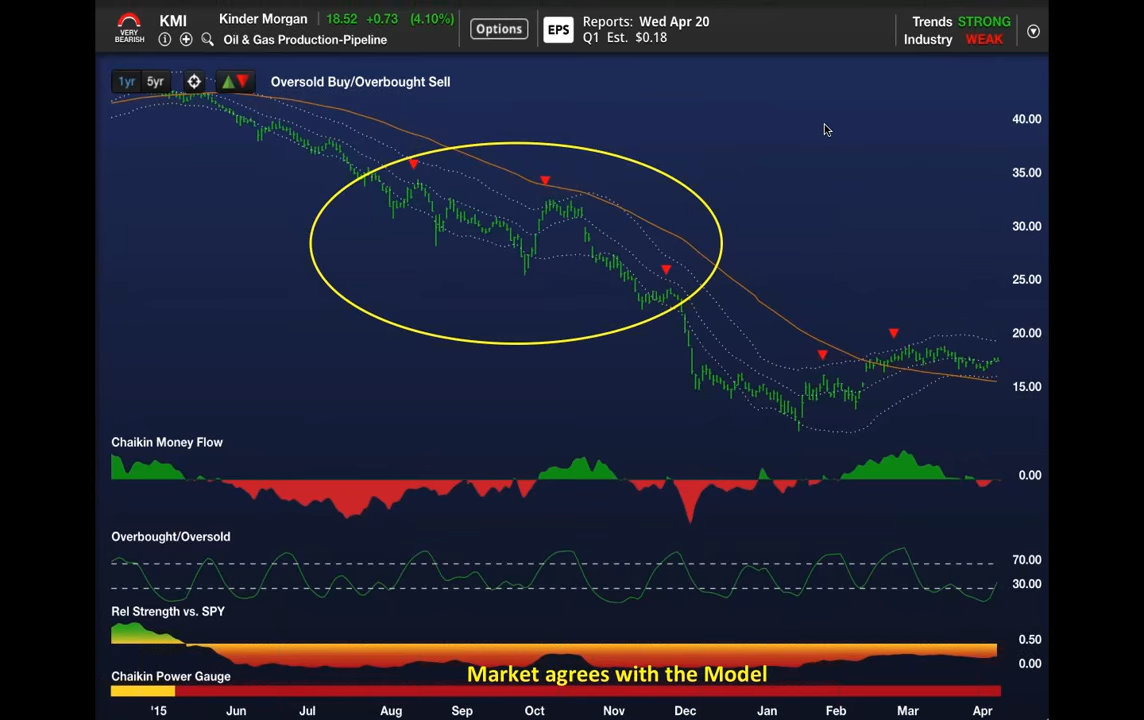 VERY
BEARISH
KMI
Kinder Morgan
18.52 +0.73 (4.10%)
Oil & Gas Production-Pipeline
Options
EPS
Reports: Wed Apr 20
Q1 Est. $0.18
Trends STRONG
Industry WEAK
1yr 5yr
Oversold Buy/Overbought Sell
40.00
35.00
30.00
25.00
20.00
15.00
Chaikin Money Flow
0.00
Overbought/Oversold
70.00
30.00
Rel Strength vs. SPY
0.50
0.00
Market agrees with the Model
Chaikin Power Gauge
'15 Jun Jul Aug Sep Oct Nov Dec Jan Feb Mar Apr